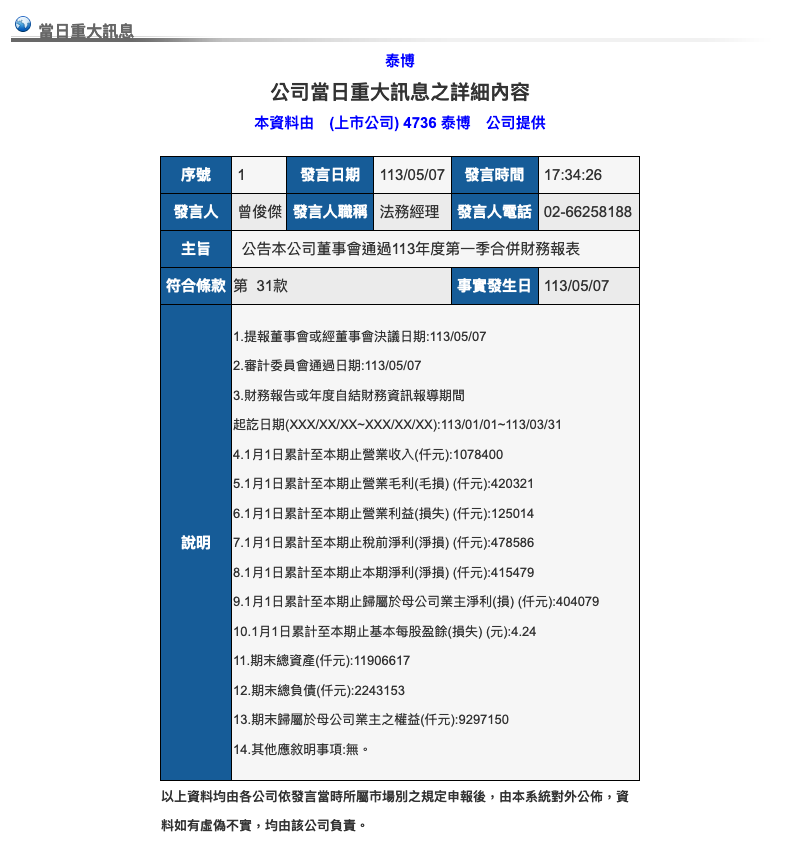 當日重大訊息
泰博
公司當日重大訊息之詳細內容
本資料由 (上市公司) 4736 泰博 公司提供
序號 1 發言日期 113/05/07 發言時間 17:34:26
發言人 曾俊傑 發言人職稱 法務經理 發言人電話 02-66258188
主旨 公告本公司董事會通過113年度第一季合併財務報表
符合條款 第 31款 事實發生日 113/05/07
說明
1.提報董事會或經董事會決議日期:113/05/07
2.審計委員會通過日期:113/05/07
3.財務報告或年度自結財務資訊報導期間
起訖日期(XXX/XX/XX~XXX/XX/XX):113/01/01~113/03/31
4.1月1日累計至本期止營業收入(仟元):1078400
5.1月1日累計至本期止營業毛利(毛損) (仟元):420321
6.1月1日累計至本期止營業利益(損失) (仟元):125014
7.1月1日累計至本期止稅前淨利(淨損) (仟元):478586
8.1月1日累計至本期止本期淨利(淨損) (仟元):415479
9.1月1日累計至本期止歸屬於母公司業主淨利(損) (仟元):404079
10.1月1日累計至本期止基本每股盈餘(損失) (元):4.24
11.期末總資產(仟元):11906617
12.期末總負債(仟元):2243153
13.期末歸屬於母公司業主之權益(仟元):9297150
14.其他應敘明事項:無。
以上資料均由各公司依發言當時所屬市場別之規定申報後，由本系統對外公佈，資
料如有虛偽不實，均由該公司負責。